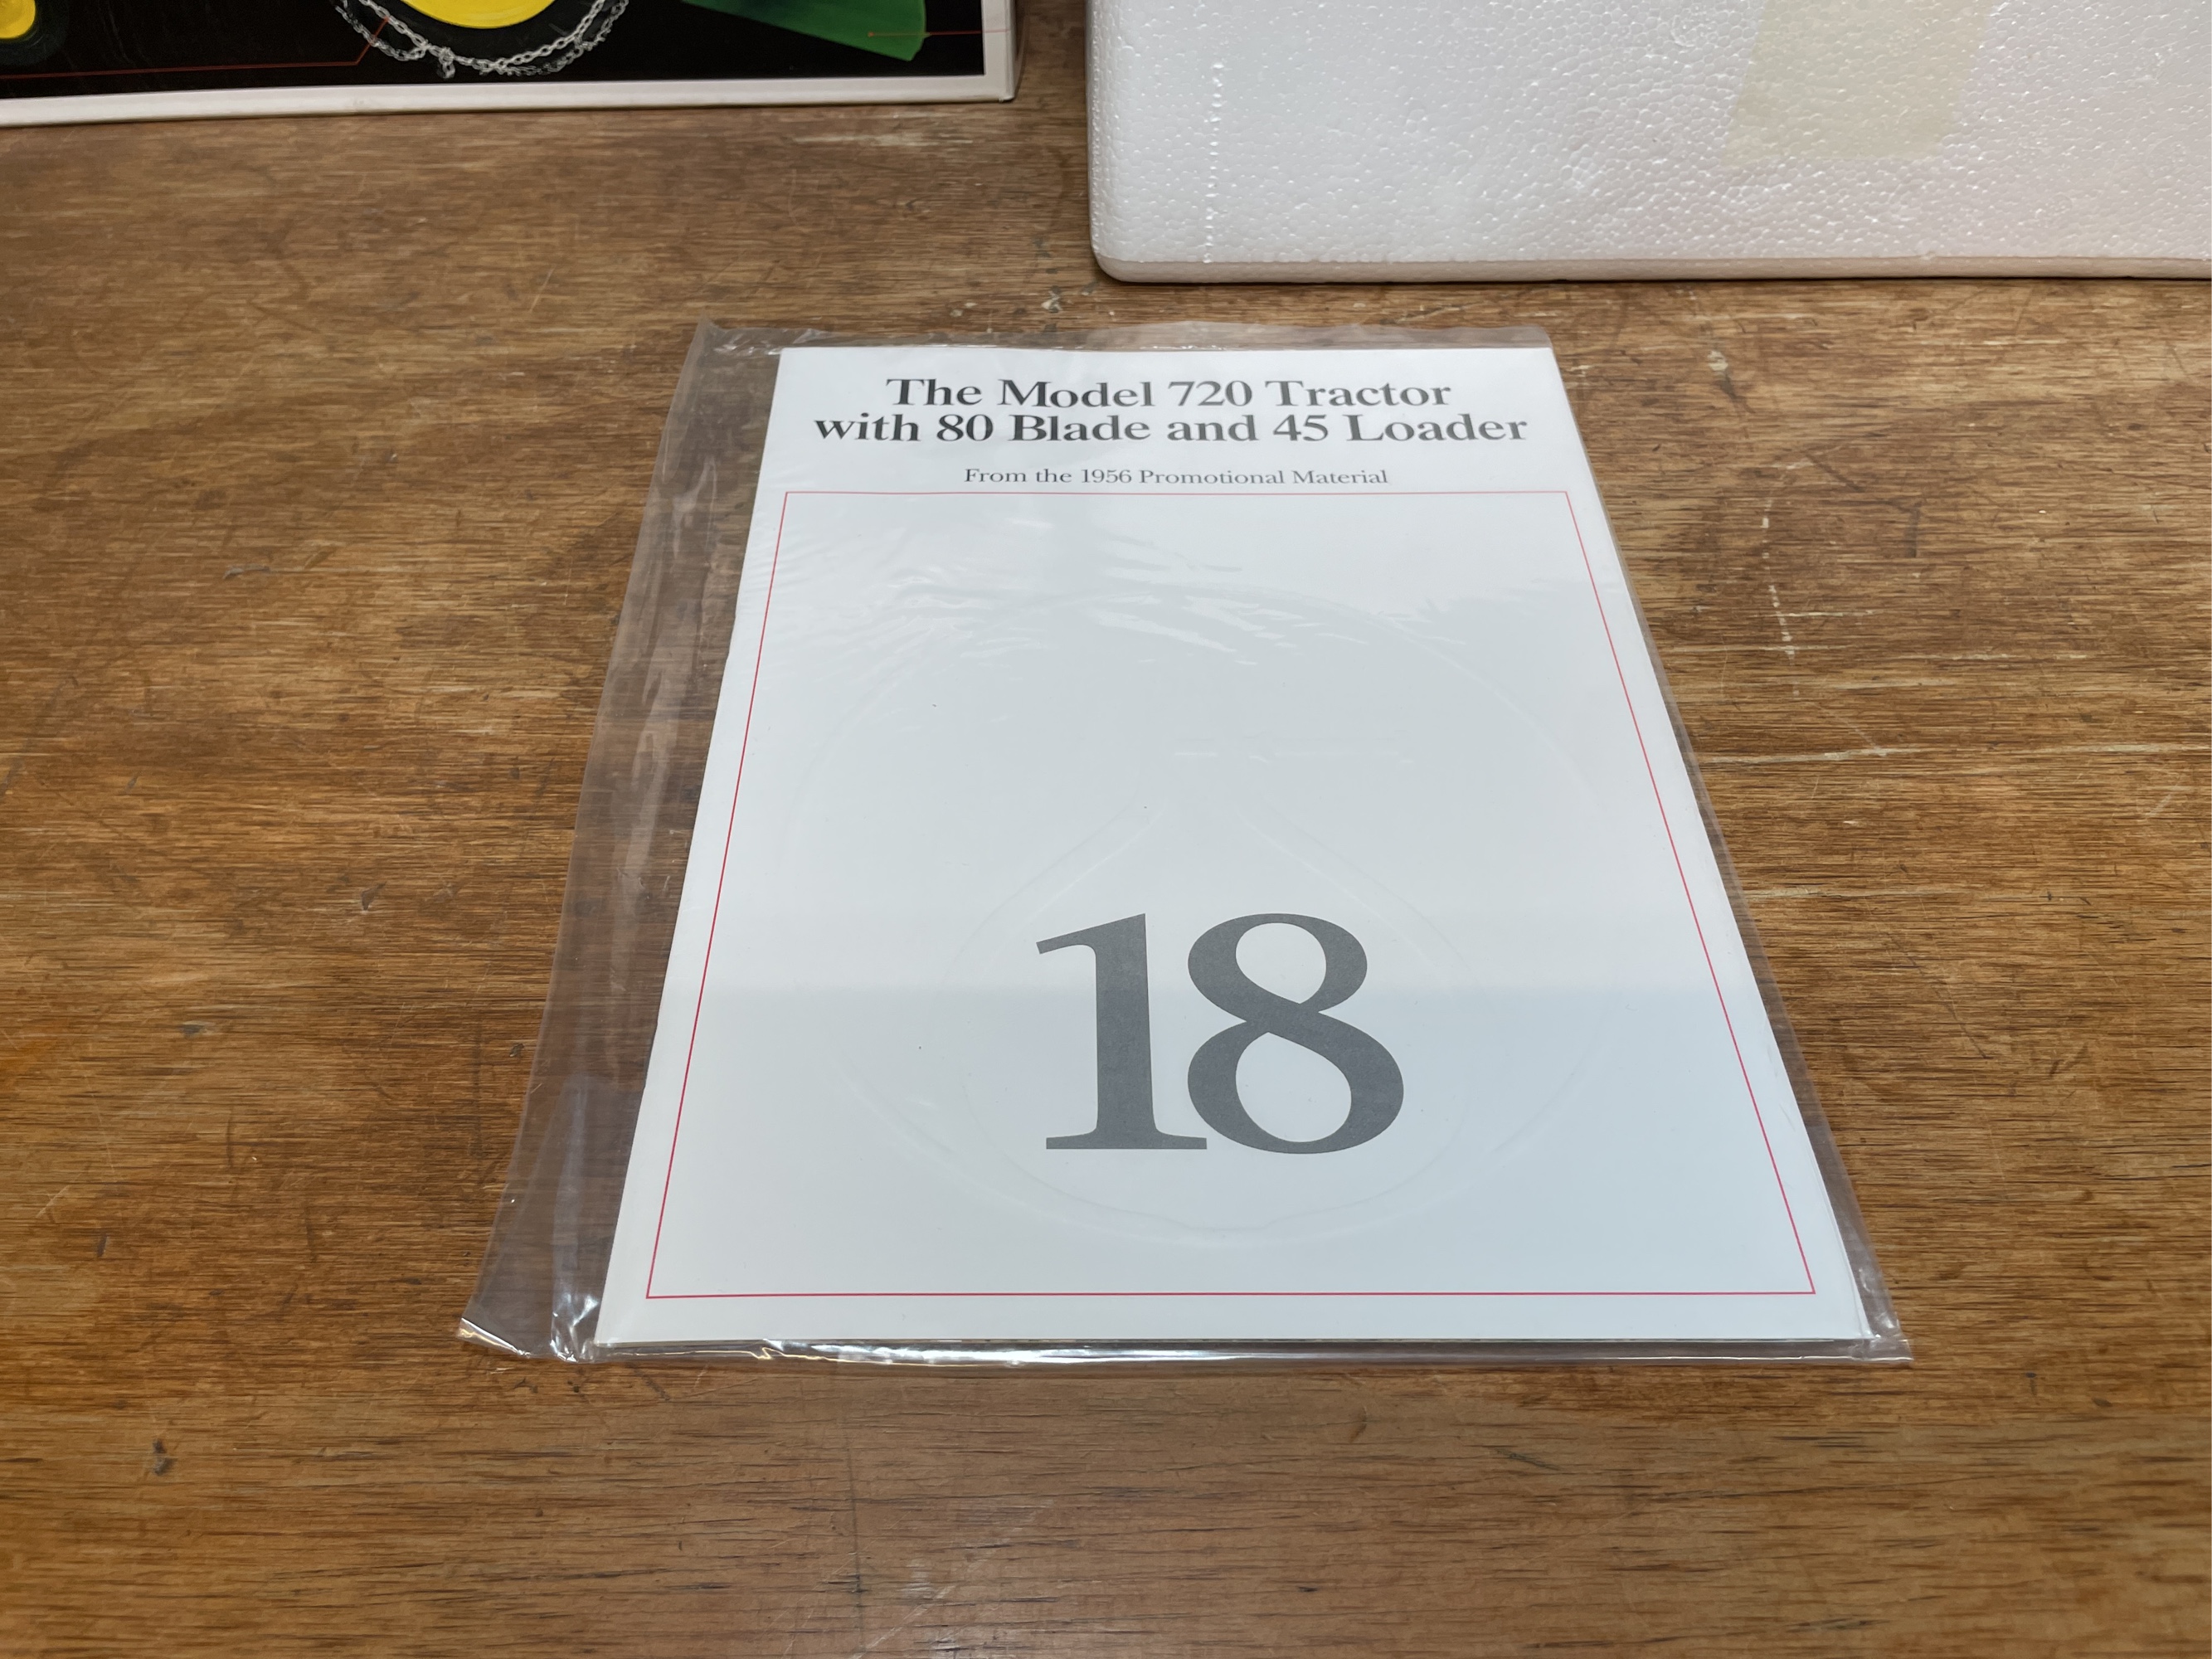 The Model 720 Tractor
with 80 Blade and 45 Loader
From the 1956 Promotional Material
18